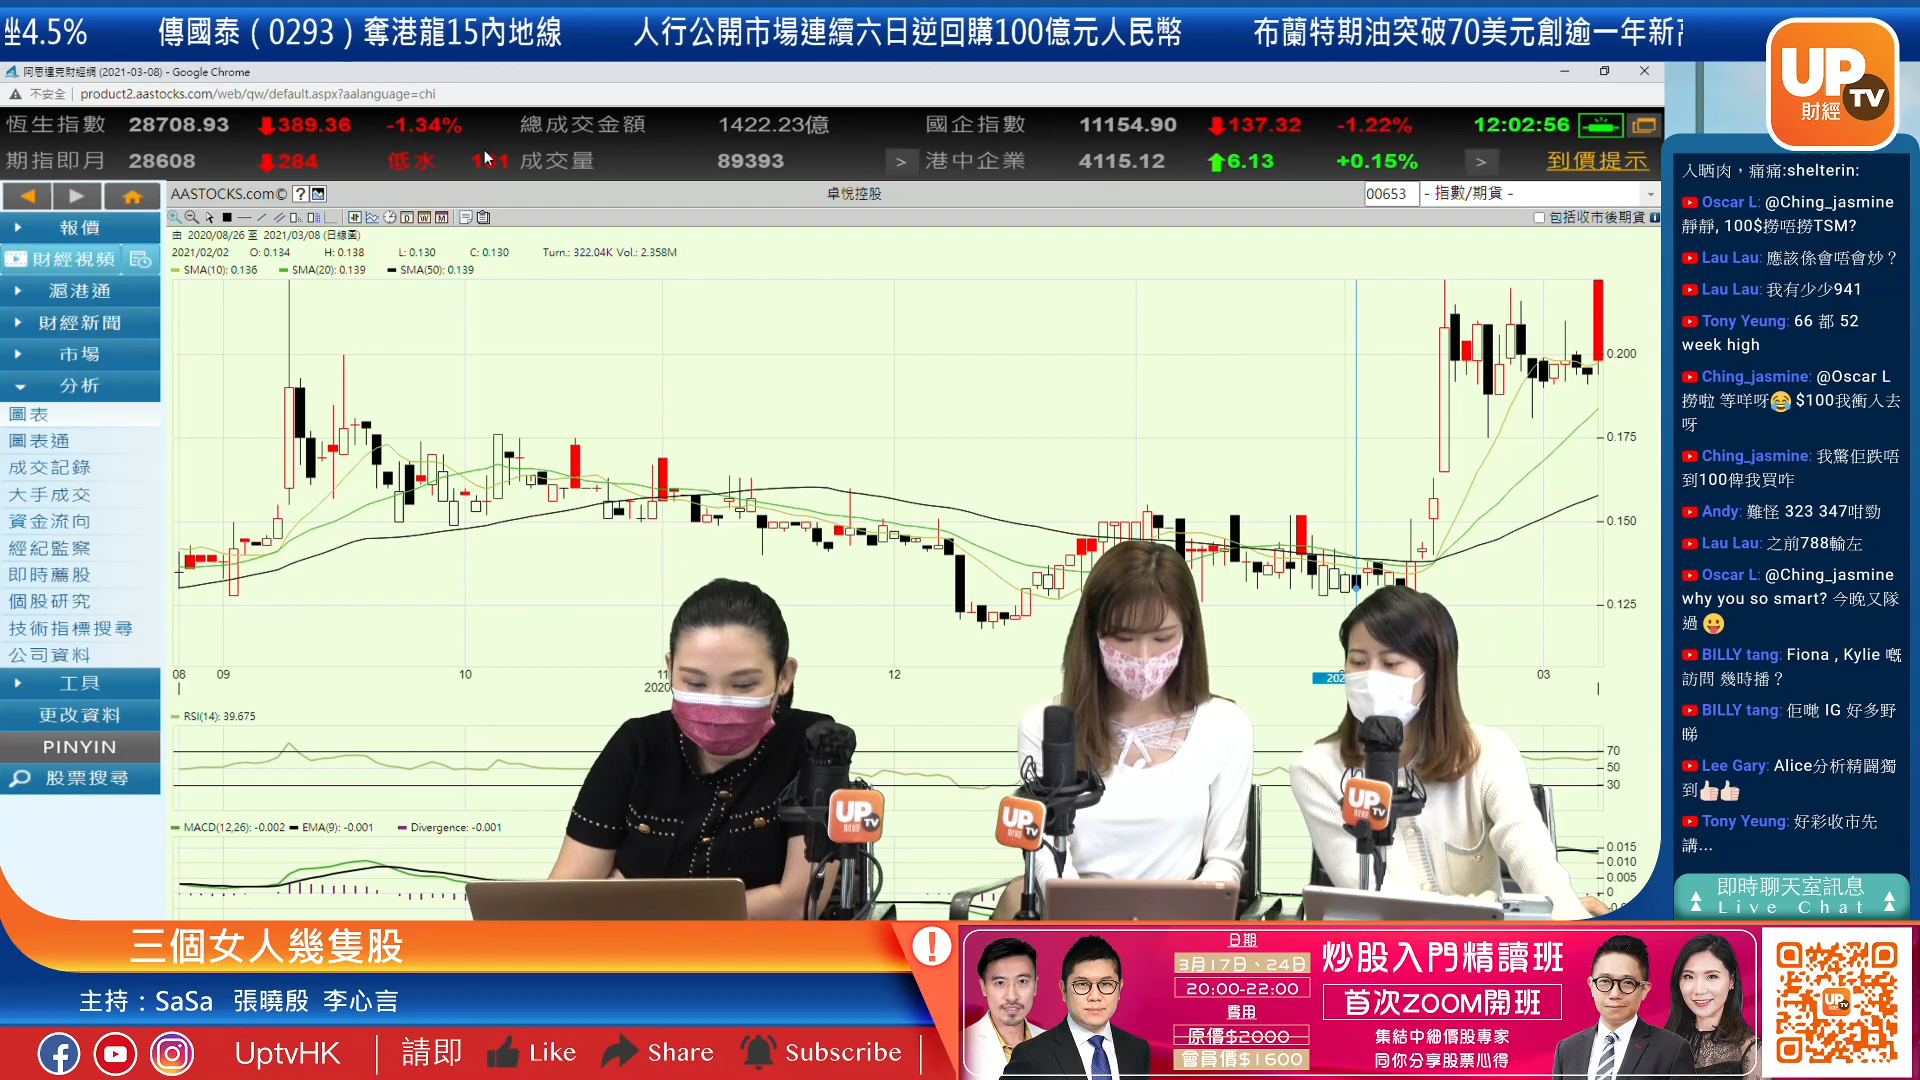 4.5%
傳國泰（0293）奪港龍15內地線
人行公開市場連續六日逆回購100億元人民幣
布蘭特期油突破70美元創逾一年新
UP
財經 TV
阿思達克財經網 (2021-03-08) - Google Chrome
不安全 | product2.aastocks.com/web/qw/default.aspx?aalanguage=chi
恆生指數 28708.93 389.36 -1.34% 總成交金額 1422.23億 國企指數 11154.90 137.32 -1.22% 12:02:56
期指即月 28608 284 低水 成交量 89393 > 港中企業 4115.12 6.13 +0.15% > 到價提示
AASTOCKS.com© ? 卓悅控股 00653 - 指數/期貨 -
包括收市後期貨
由 2020/08/26 至 2021/03/08 (日線圖)
2021/02/02 O: 0.134 H: 0.138 L: 0.130 C: 0.130 Turn.: 322.04K Vol.: 2.358M
SMA(10): 0.136 SMA(20): 0.139 SMA(50): 0.139
報價
財經視頻
滬港通
財經新聞
市場
分析
圖表
圖表通
成交記錄
大手成交
資金流向
經紀監察
即時薦股
個股研究
技術指標搜尋
公司資料
工具
更改資料
PINYIN
股票搜尋
0.200
0.175
0.150
0.125
08 09 10 11 12 03
2020
RSI(14): 39.675
70
50
30
MACD(12,26): -0.002 EMA(9): -0.001 Divergence: -0.001
0.015
0.010
0.005
0
UP TV 財經
UP TV 財經
UP TV 財經
人晒肉，痛痛:shelterin:
Oscar L: @Ching_jasmine
靜靜, 100$撈唔撈TSM?
Lau Lau: 應該係會唔會炒？
Lau Lau: 我有少少941
Tony Yeung: 66 都 52
week high
Ching_jasmine: @Oscar L
撈啦 等咩呀😂 $100我衝入去
呀
Ching_jasmine: 我驚佢跌唔
到100俾我買咋
Andy: 難怪 323 347咁勁
Lau Lau: 之前788輸左
Oscar L: @Ching_jasmine
why you so smart? 今晚又隊
過 😛
BILLY tang: Fiona , Kylie 嘅
訪問 幾時播？
BILLY tang: 佢哋 IG 好多野
睇
Lee Gary: Alice分析精闢獨
到👍🏻👍🏻
Tony Yeung: 好彩收市先
講...
即時聊天室訊息
Live Chat
三個女人幾隻股
主持：SaSa 張曉殷 李心言
UptvHK | 請即 Like Share Subscribe |
日期
3月17日、24日
20:00-22:00
費用
原價$2000
會員價$1600
炒股入門精讀班
首次ZOOM開班
集結中細價股專家
同你分享股票心得
UP TV